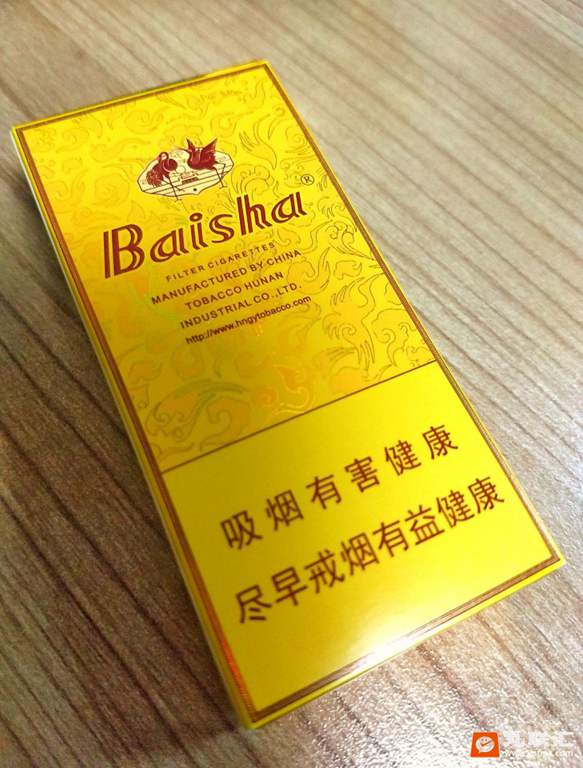 Baisha®
FILTER CIGARETTES
MANUFACTURED BY CHINA
TOBACCO HUNAN
INDUSTRIAL CO.,LTD.
http://www.hngytobacco.com
吸烟有害健康
尽早戒烟有益健康